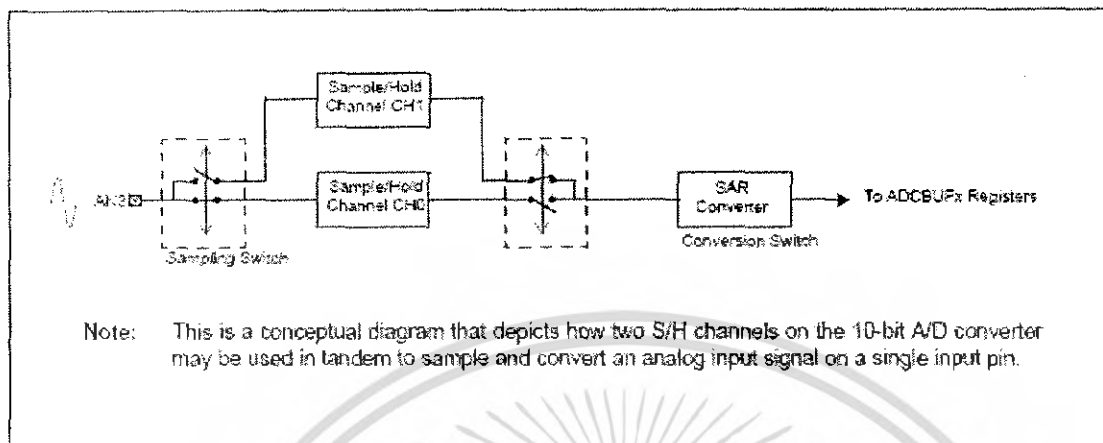 Sample/Hold
Channel CH1
AN3
Sample/Hold
Channel CH0
SAR
Converter
To ADCBUFx Registers
Sampling Switch
Conversion Switch
Note: This is a conceptual diagram that depicts how two S/H channels on the 10-bit A/D converter
may be used in tandem to sample and convert an analog input signal on a single input pin.